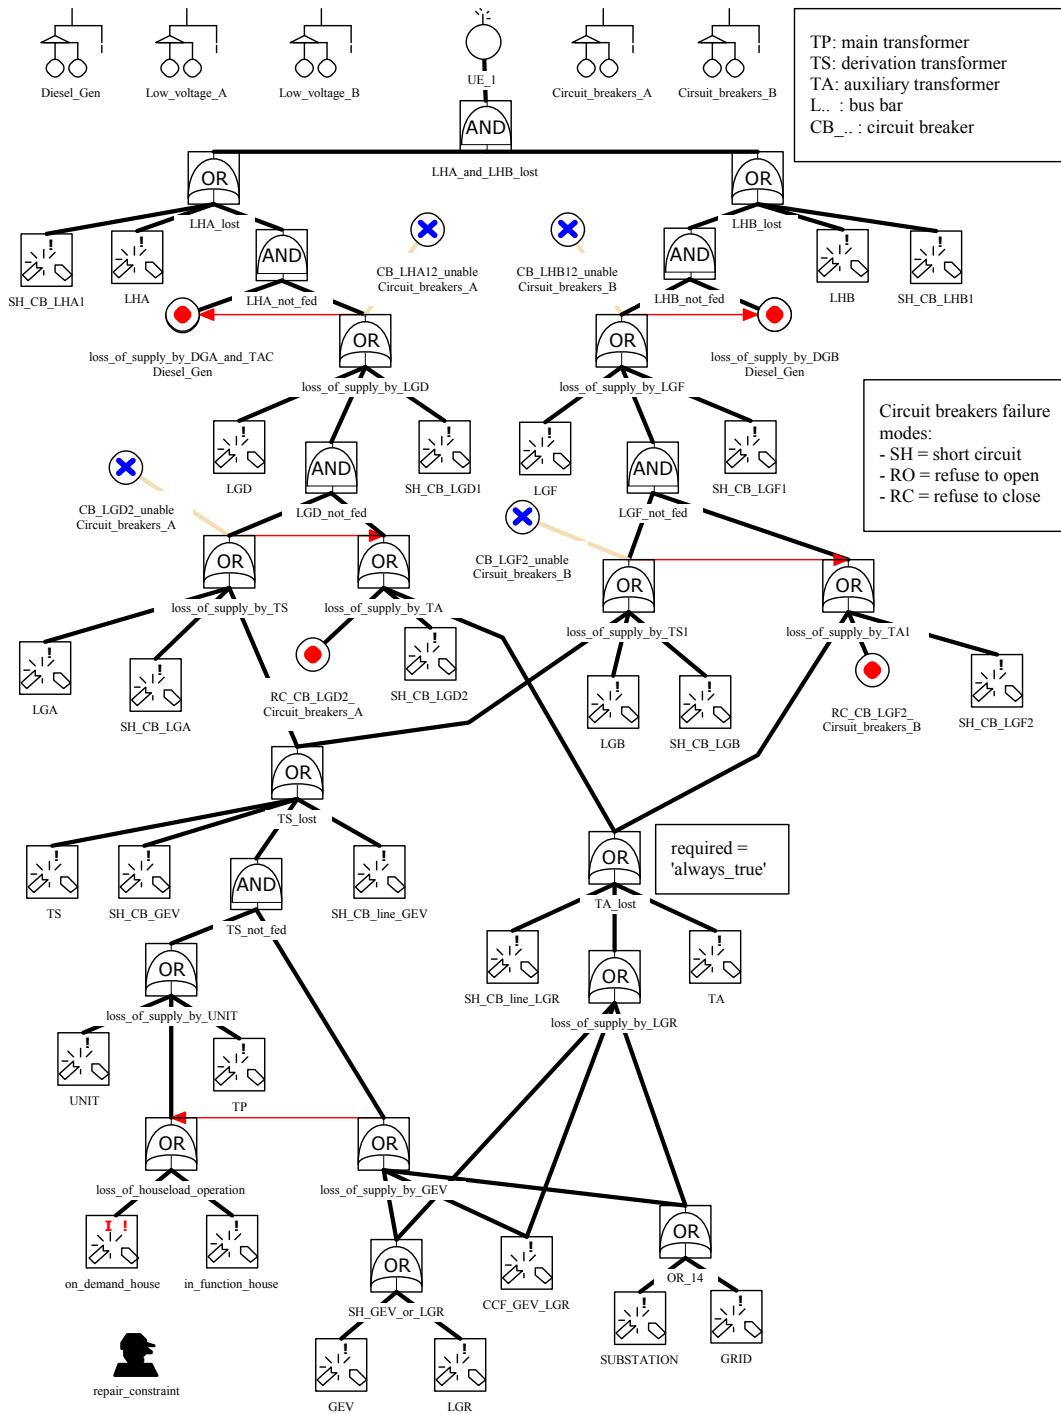 Diesel_Gen
Low_voltage_A
Low_voltage_B
UE_1
Circuit_breakers_A
Cirsuit_breakers_B
TP: main transformer
TS: derivation transformer
TA: auxiliary transformer
L.. : bus bar
CB_.. : circuit breaker
AND
LHA_and_LHB_lost
OR
OR
LHA_lost
LHB_lost
SH_CB_LHA1
LHA
AND
CB_LHA12_unable
Circuit_breakers_A
CB_LHB12_unable
Cirsuit_breakers_B
AND
LHB
SH_CB_LHB1
LHA_not_fed
LHB_not_fed
loss_of_supply_by_DGA_and_TAC
Diesel_Gen
OR
OR
loss_of_supply_by_DGB
Diesel_Gen
loss_of_supply_by_LGD
loss_of_supply_by_LGF
Circuit breakers failure
modes:
- SH = short circuit
- RO = refuse to open
- RC = refuse to close
LGD
AND
SH_CB_LGD1
LGF
AND
SH_CB_LGF1
CB_LGD2_unable
Circuit_breakers_A
LGD_not_fed
LGF_not_fed
CB_LGF2_unable
Cirsuit_breakers_B
OR
OR
OR
OR
loss_of_supply_by_TS
loss_of_supply_by_TA
loss_of_supply_by_TS1
loss_of_supply_by_TA1
LGA
SH_CB_LGA
RC_CB_LGD2_
Circuit_breakers_A
SH_CB_LGD2
LGB
SH_CB_LGB
RC_CB_LGF2_
Cirsuit_breakers_B
SH_CB_LGF2
OR
TS_lost
OR
required =
'always_true'
TS
SH_CB_GEV
AND
SH_CB_line_GEV
TA_lost
TS_not_fed
SH_CB_line_LGR
OR
TA
OR
loss_of_supply_by_UNIT
loss_of_supply_by_LGR
UNIT
TP
OR
OR
loss_of_houseload_operation
loss_of_supply_by_GEV
I !
on_demand_house
in_function_house
OR
CCF_GEV_LGR
OR
OR_14
SH_GEV_or_LGR
SUBSTATION
GRID
repair_constraint
GEV
LGR